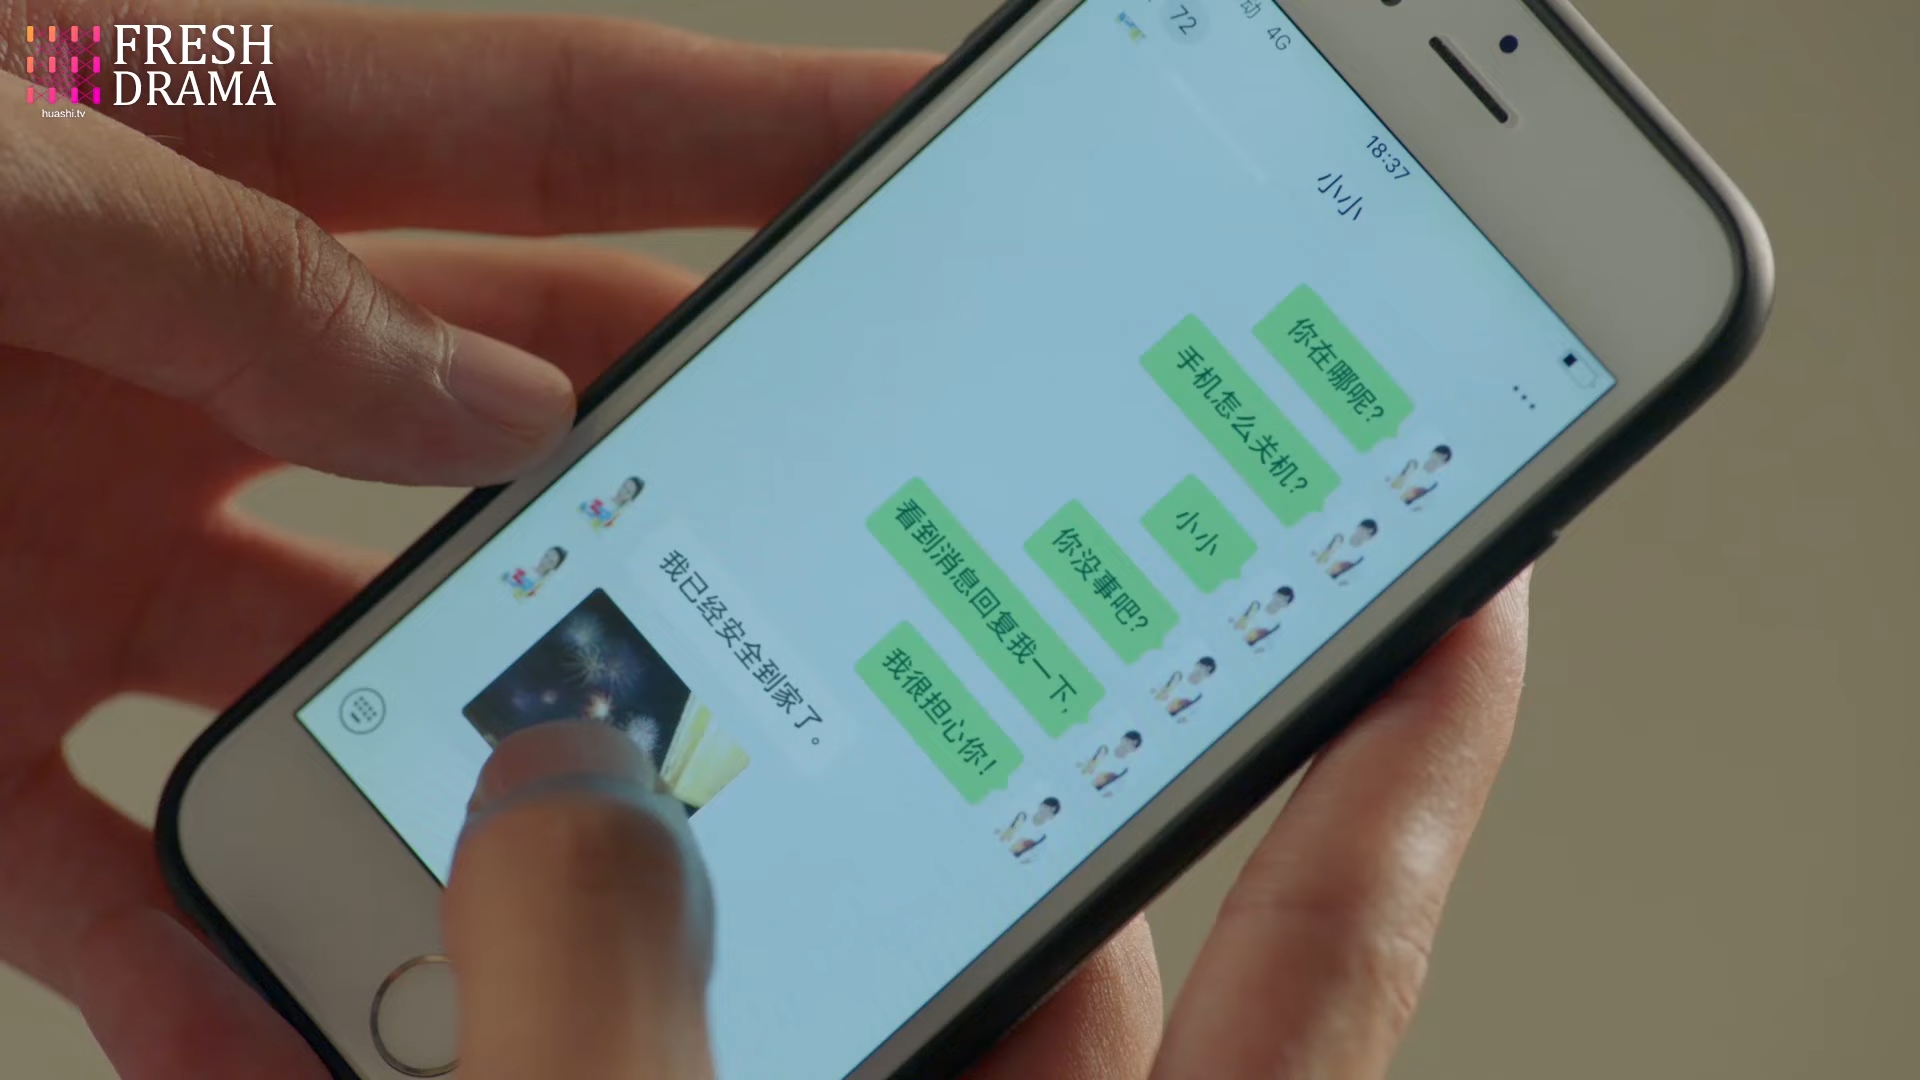 FRESH
DRAMA
huashi.tv
72
动 4G
18:37
小小
你在哪呢?
手机怎么关机?
小小
你没事吧?
看到消息回复我一下,
我很担心你!
我已经安全到家了。